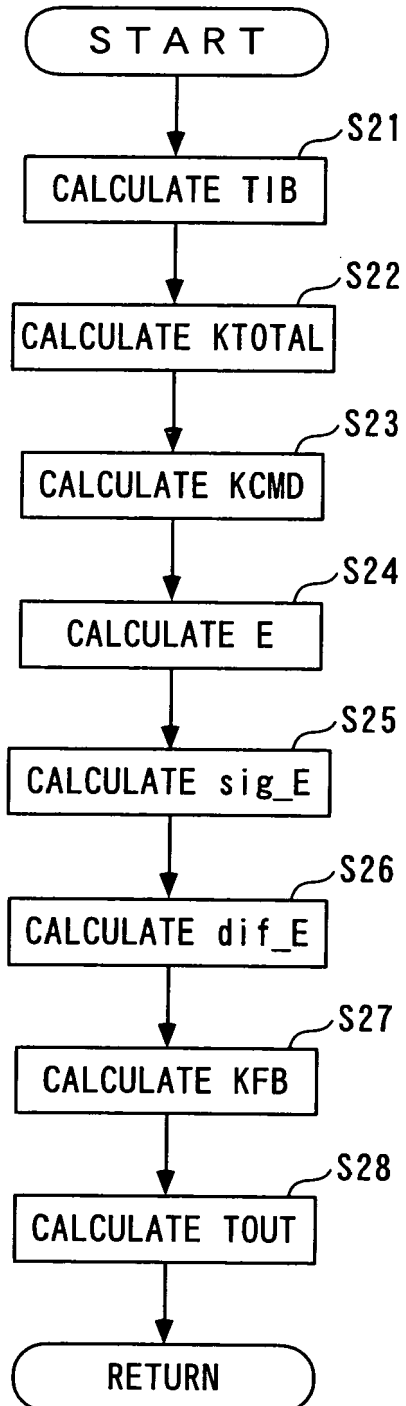 START
S21
CALCULATE TIB
S22
CALCULATE KTOTAL
S23
CALCULATE KCMD
S24
CALCULATE E
S25
CALCULATE sig_E
S26
CALCULATE dif_E
S27
CALCULATE KFB
S28
CALCULATE TOUT
RETURN